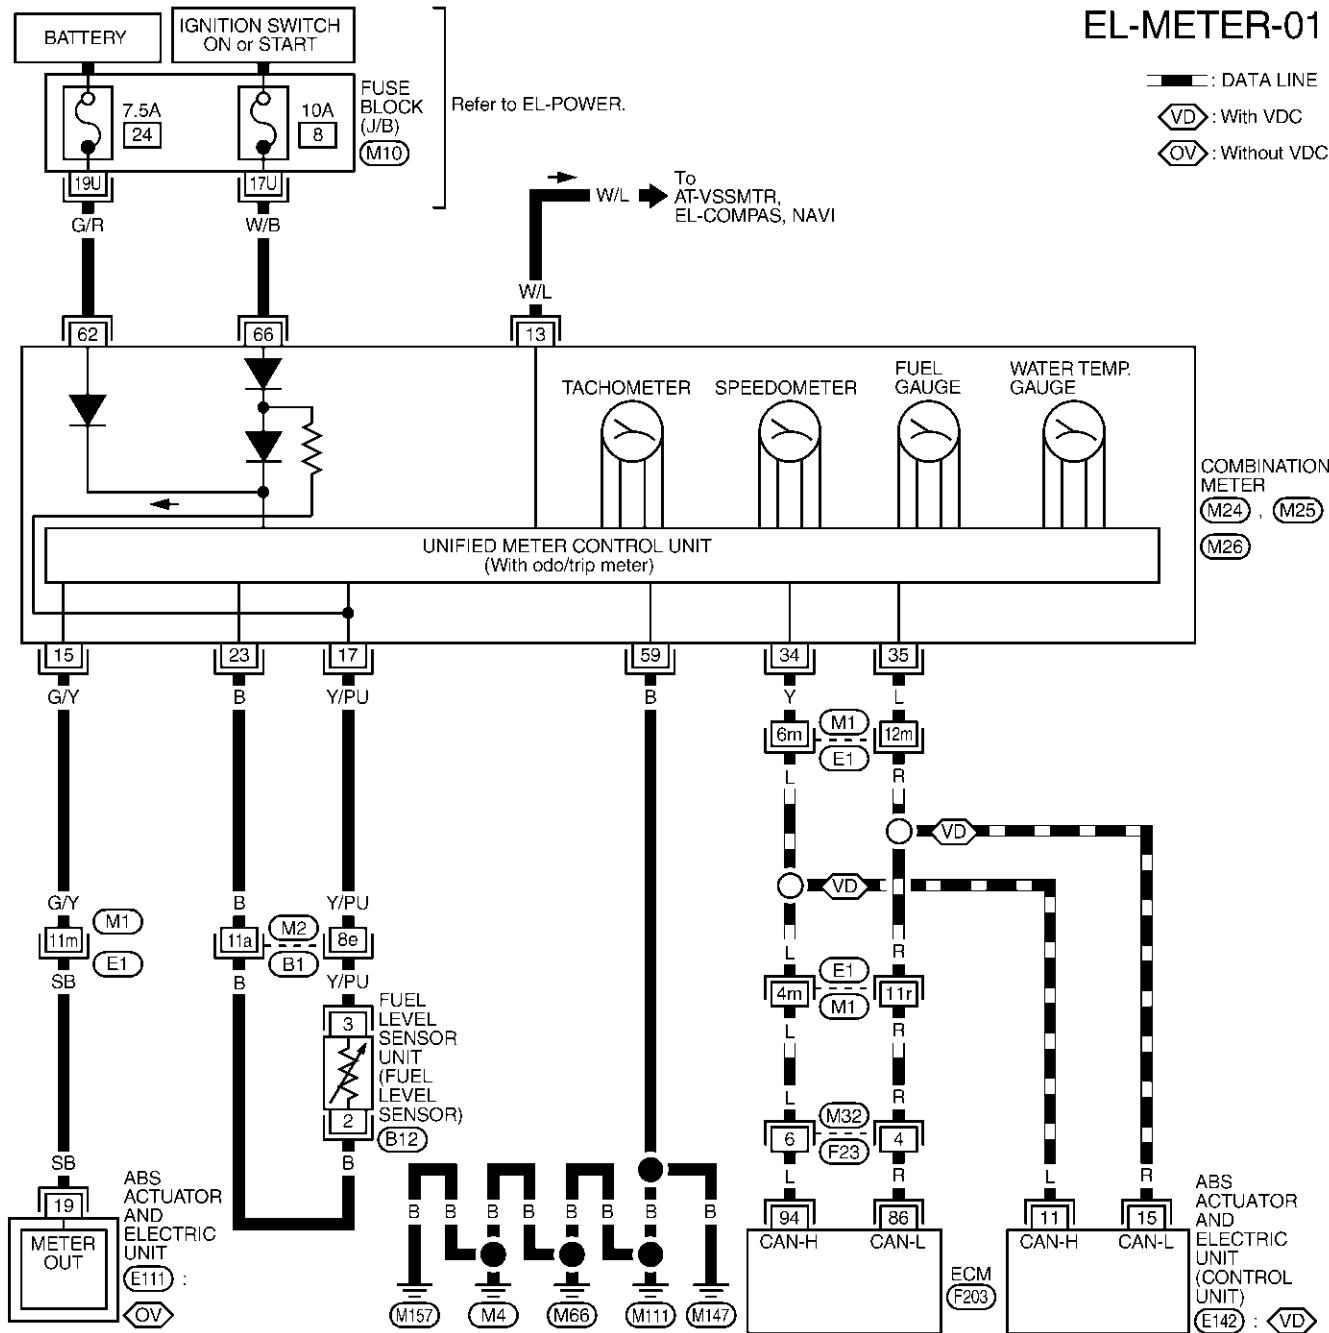 EL-METER-01
BATTERY
IGNITION SWITCH
ON or START
7.5A
24
10A
8
FUSE
BLOCK
(J/B)
M10
Refer to EL-POWER.
: DATA LINE
VD : With VDC
OV : Without VDC
19U
17U
G/R
W/B
W/L
To
AT-VSSMTR,
EL-COMPAS, NAVI
W/L
62
66
13
TACHOMETER
SPEEDOMETER
FUEL
GAUGE
WATER TEMP.
GAUGE
COMBINATION
METER
M24 , M25
M26
UNIFIED METER CONTROL UNIT
(With odo/trip meter)
15
23
17
59
34
35
G/Y
B
Y/PU
B
Y
L
6m
M1
E1
12m
L
R
VD
VD
G/Y
B
Y/PU
11m
M1
E1
11a
M2
B1
8e
SB
B
Y/PU
L
R
4m
E1
M1
11r
L
R
3
2
FUEL
LEVEL
SENSOR
UNIT
(FUEL
LEVEL
SENSOR)
B12
B
L
R
6
M32
F23
4
L
R
L
R
SB
19
METER
OUT
ABS
ACTUATOR
AND
ELECTRIC
UNIT
E111 :
OV
B
B
B
B
B
B
B
M157
M4
M66
M111
M147
94
86
CAN-H
CAN-L
ECM
F203
11
15
CAN-H
CAN-L
ABS
ACTUATOR
AND
ELECTRIC
UNIT
(CONTROL
UNIT)
E142 : VD